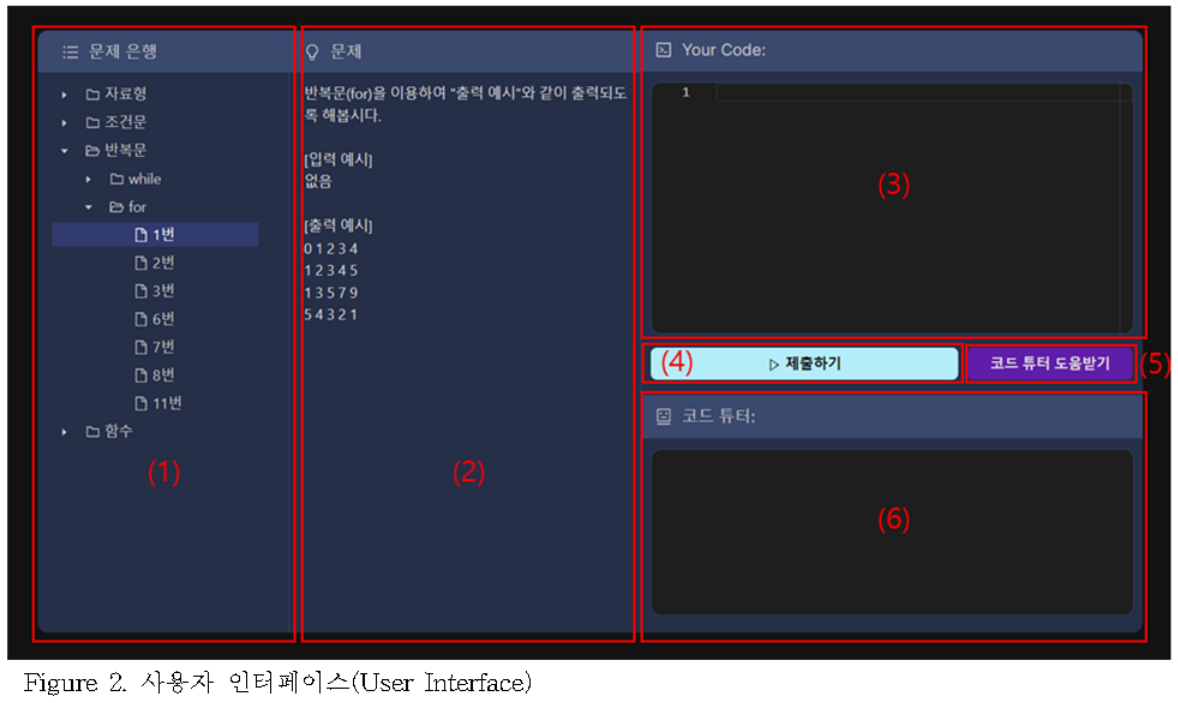 문제 은행
자료형
조건문
반복문
while
for
1번
2번
3번
6번
7번
8번
11번
함수
(1)
문제
반복문(for)을 이용하여 "출력 예시"와 같이 출력되도
록 해봅시다.
[입력 예시]
없음
[출력 예시]
0 1 2 3 4
1 2 3 4 5
1 3 5 7 9
5 4 3 2 1
(2)
Your Code:
1
(3)
(4) 제출하기
코드 튜터 도움받기 (5)
코드 튜터:
(6)
Figure 2. 사용자 인터페이스(User Interface)